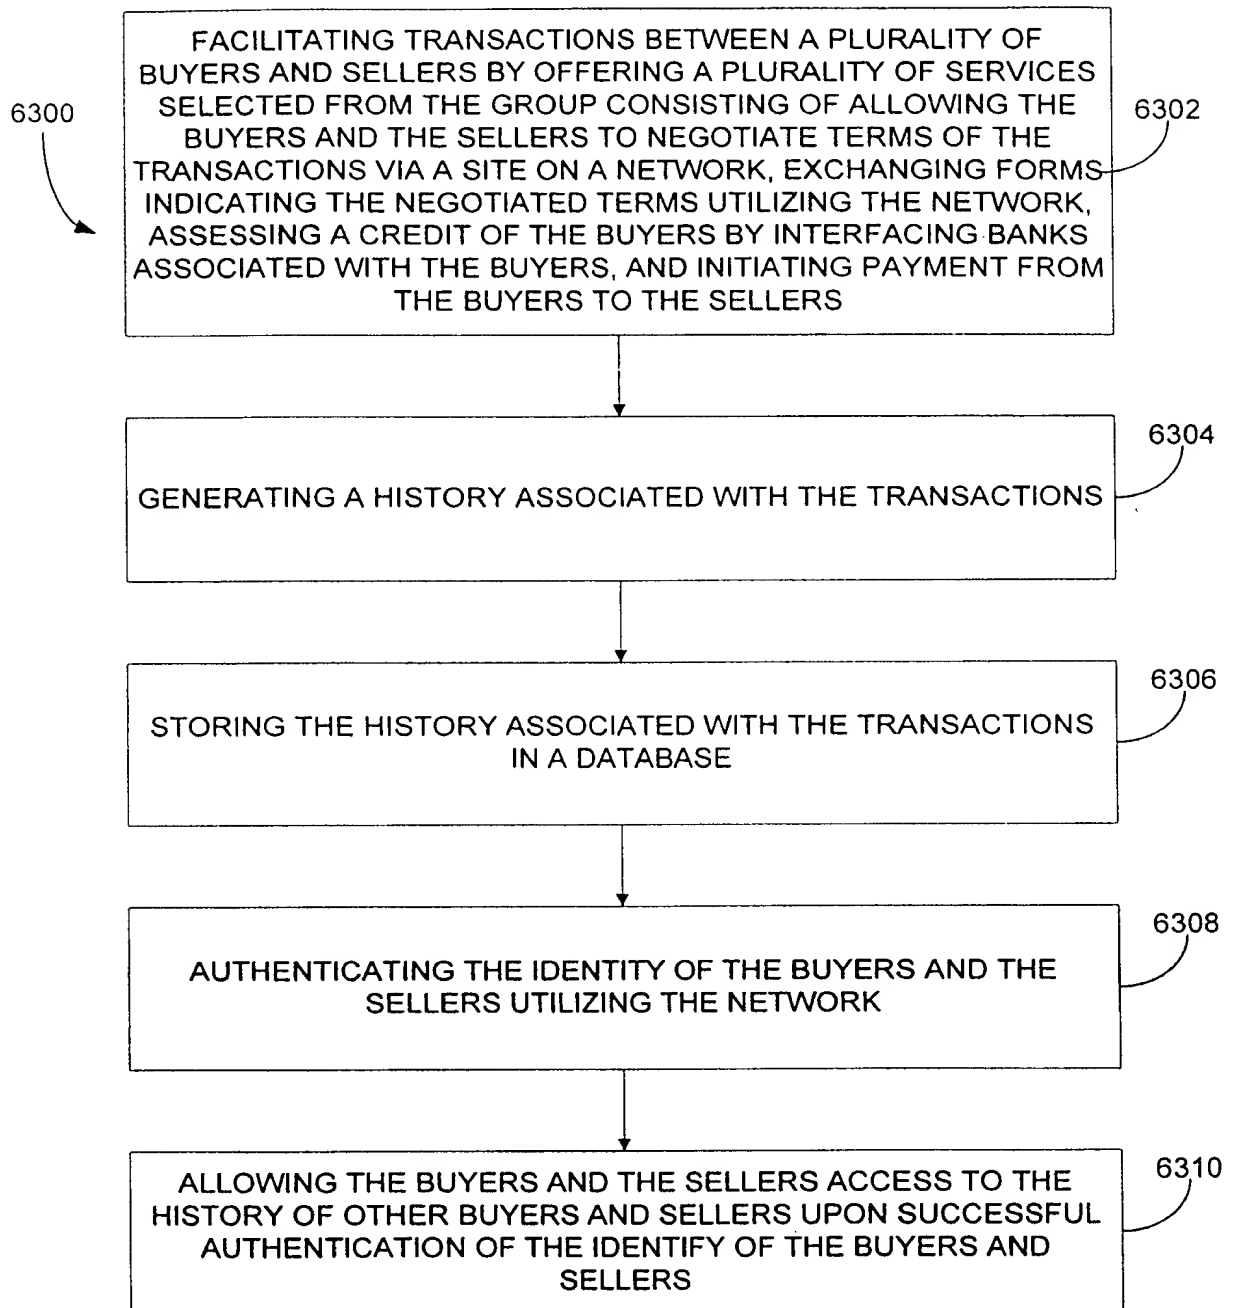 FACILITATING TRANSACTIONS BETWEEN A PLURALITY OF
BUYERS AND SELLERS BY OFFERING A PLURALITY OF SERVICES
SELECTED FROM THE GROUP CONSISTING OF ALLOWING THE
BUYERS AND THE SELLERS TO NEGOTIATE TERMS OF THE
TRANSACTIONS VIA A SITE ON A NETWORK, EXCHANGING FORMS
INDICATING THE NEGOTIATED TERMS UTILIZING THE NETWORK,
ASSESSING A CREDIT OF THE BUYERS BY INTERFACING BANKS
ASSOCIATED WITH THE BUYERS, AND INITIATING PAYMENT FROM
THE BUYERS TO THE SELLERS
6300
6302
GENERATING A HISTORY ASSOCIATED WITH THE TRANSACTIONS
6304
STORING THE HISTORY ASSOCIATED WITH THE TRANSACTIONS
IN A DATABASE
6306
AUTHENTICATING THE IDENTITY OF THE BUYERS AND THE
SELLERS UTILIZING THE NETWORK
6308
ALLOWING THE BUYERS AND THE SELLERS ACCESS TO THE
HISTORY OF OTHER BUYERS AND SELLERS UPON SUCCESSFUL
AUTHENTICATION OF THE IDENTIFY OF THE BUYERS AND
SELLERS
6310